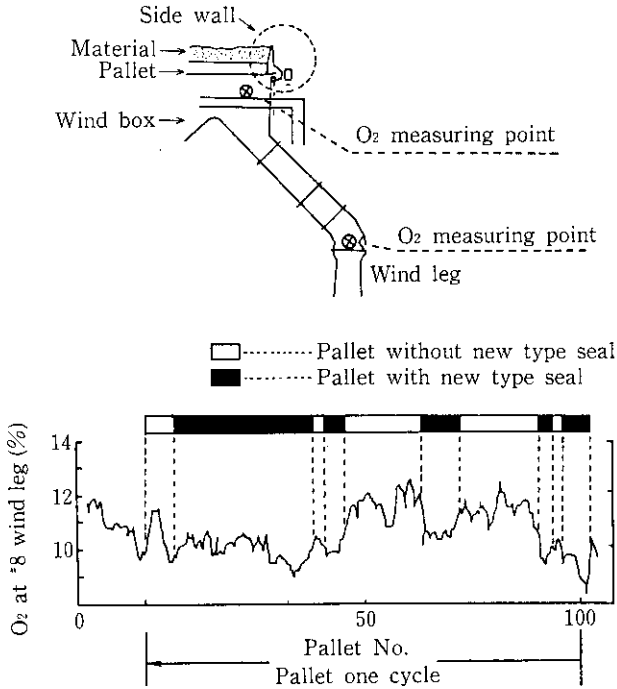 Side wall
Material
Pallet
Wind box
O₂ measuring point
O₂ measuring point
Wind leg
Pallet without new type seal
Pallet with new type seal
O₂ at #8 wind leg (%)
14
12
10
8
0
50
100
Pallet No.
Pallet one cycle